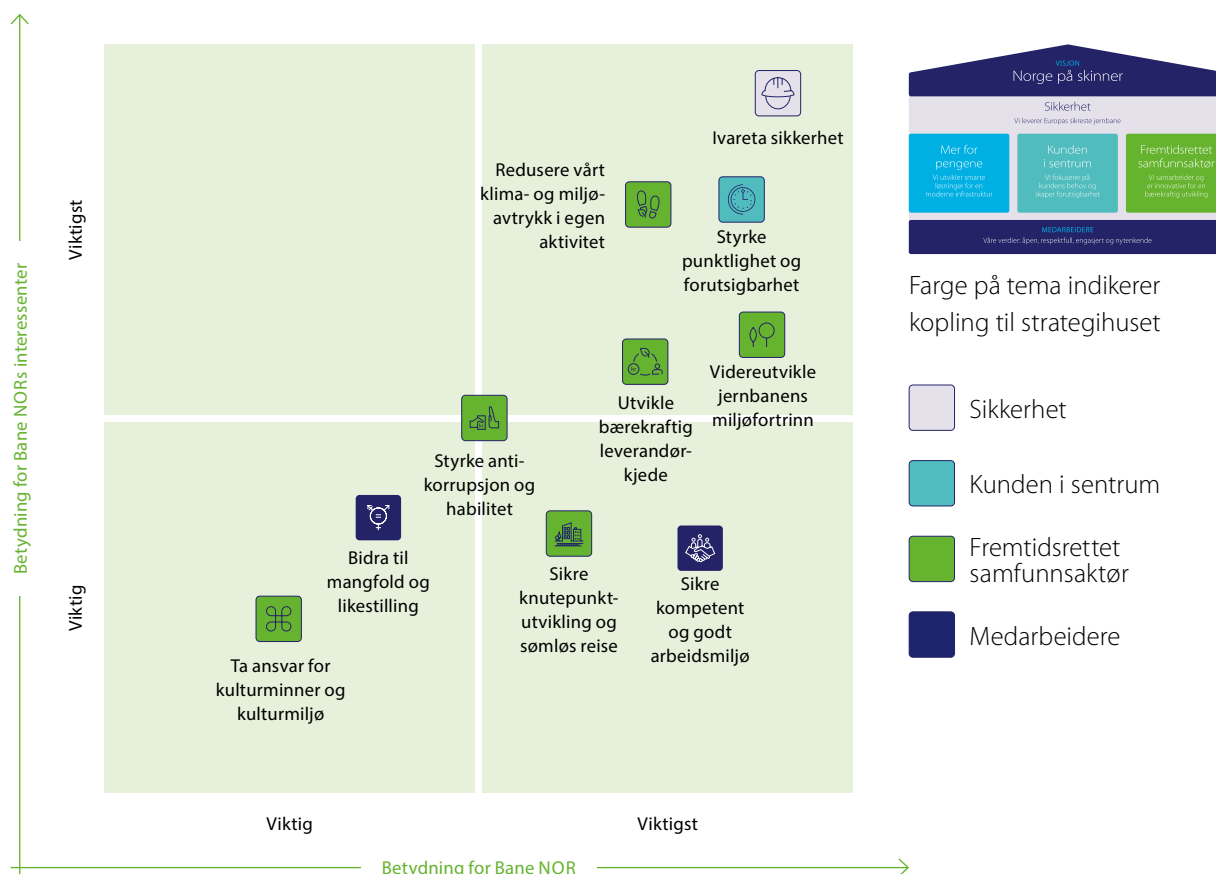 Betydning for Bane NORs interessenter
Viktigst
Viktig
Ivareta sikkerhet
Redusere vårt
klima- og miljø-
avtrykk i egen
aktivitet
Styrke
punktlighet og
forutsigbarhet
Videreutvikle
jernbanens
miljøfortrinn
Utvikle
bærekraftig
leverandør-
kjede
Styrke anti-
korrupsjon og
habilitet
Bidra til
mangfold og
likestilling
Sikre
knutepunkt-
utvikling og
sømløs reise
Sikre
kompetent
og godt
arbeidsmiljø
Ta ansvar for
kulturminner og
kulturmiljø
Viktig
Viktigst
Betydning for Bane NOR
VISJON
Norge på skinner
Sikkerhet
Vi leverer Europas sikreste jernbane
Mer for
pengene
Vi utvikler smarte
løsninger for en
moderne infrastruktur
Kunden
i sentrum
Vi fokuserer på
kundens behov og
skaper forutsigbarhet
Fremtidsrettet
samfunnsaktør
Vi samarbeider og
er innovative for en
bærekraftig utvikling
MEDARBEIDERE
Våre verdier: åpen, respektfull, engasjert og nytenkende
Farge på tema indikerer
kopling til strategihuset
Sikkerhet
Kunden i sentrum
Fremtidsrettet
samfunnsaktør
Medarbeidere